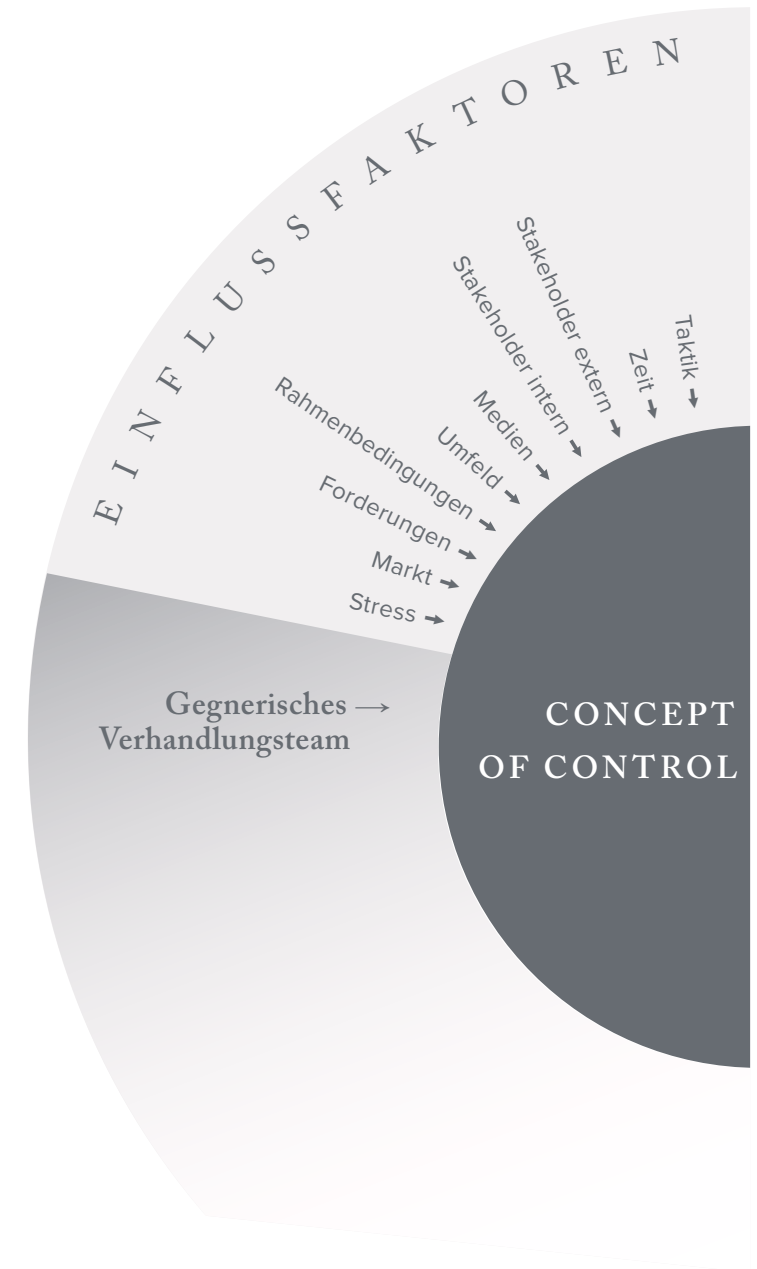 EINFLUSSFAKTOREN
Stress
Markt
Forderungen
Rahmenbedingungen
Umfeld
Medien
Stakeholder intern
Stakeholder extern
Zeit
Taktik
Gegnerisches
Verhandlungsteam
CONCEPT
OF CONTROL